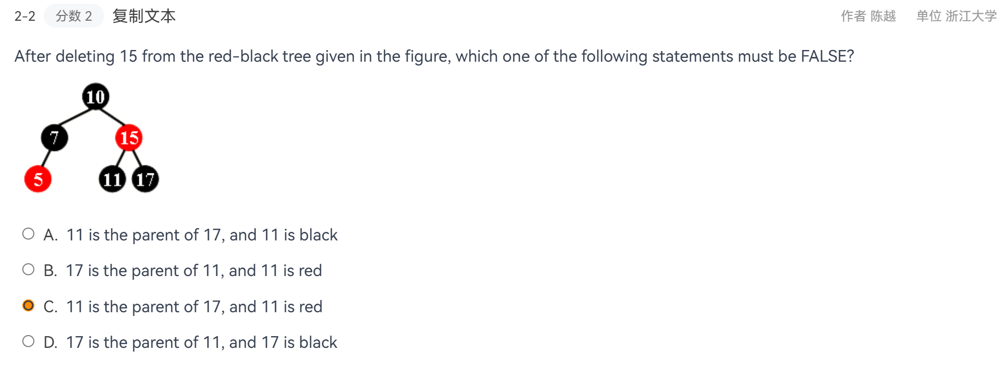 2-2 分数 2 复制文本 作者 陈越 单位 浙江大学
After deleting 15 from the red-black tree given in the figure, which one of the following statements must be FALSE?
10
7 15
5 11 17
A. 11 is the parent of 17, and 11 is black
B. 17 is the parent of 11, and 11 is red
C. 11 is the parent of 17, and 11 is red
D. 17 is the parent of 11, and 17 is black